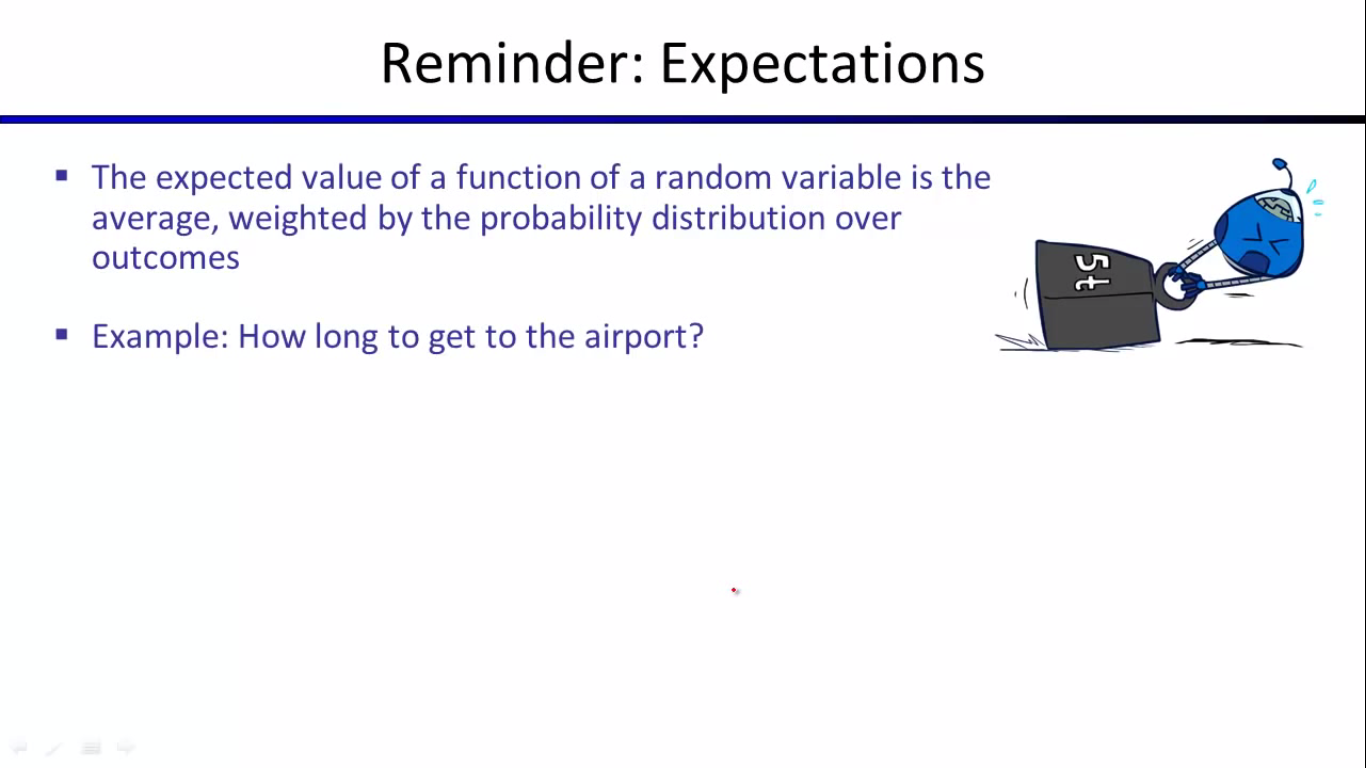 Reminder: Expectations
▪ The expected value of a function of a random variable is the
average, weighted by the probability distribution over
outcomes
5t
▪ Example: How long to get to the airport?